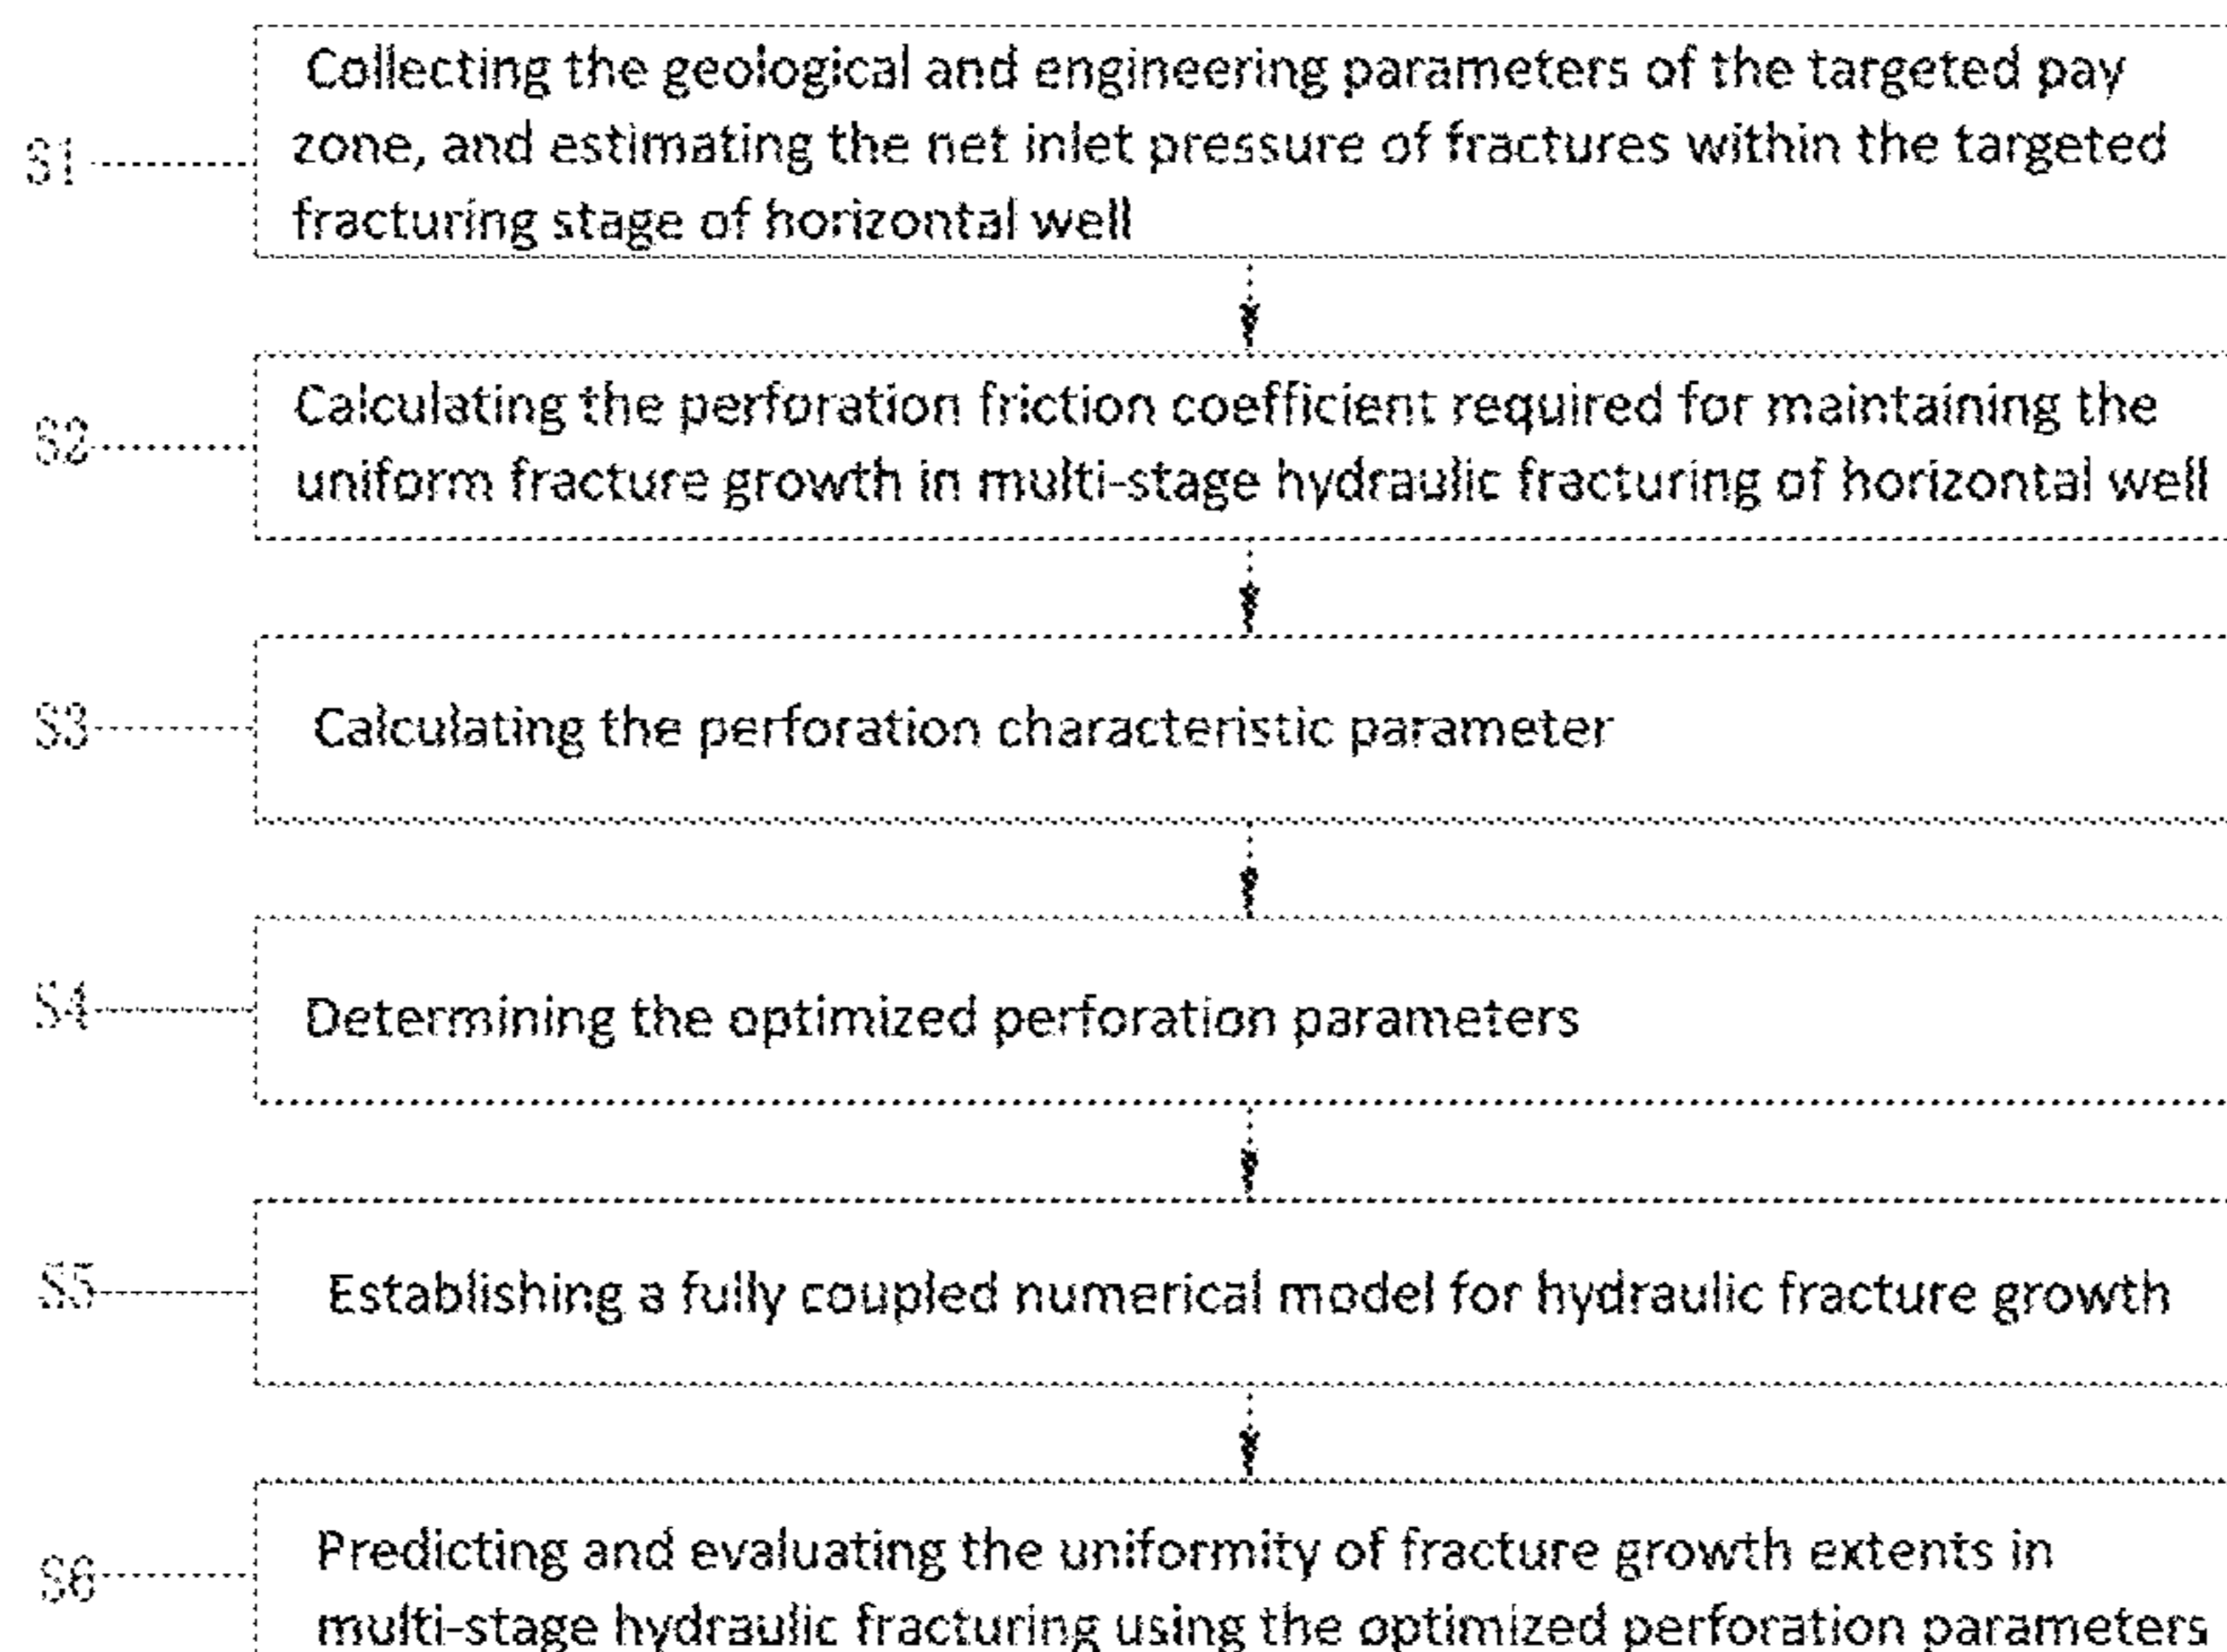 S1
Collecting the geological and engineering parameters of the targeted pay
zone, and estimating the net inlet pressure of fractures within the targeted
fracturing stage of horizontal well
S2
Calculating the perforation friction coefficient required for maintaining the
uniform fracture growth in multi-stage hydraulic fracturing of horizontal well
S3
Calculating the perforation characteristic parameter
S4
Determining the optimized perforation parameters
S5
Establishing a fully coupled numerical model for hydraulic fracture growth
S6
Predicting and evaluating the uniformity of fracture growth extents in
multi-stage hydraulic fracturing using the optimized perforation parameters